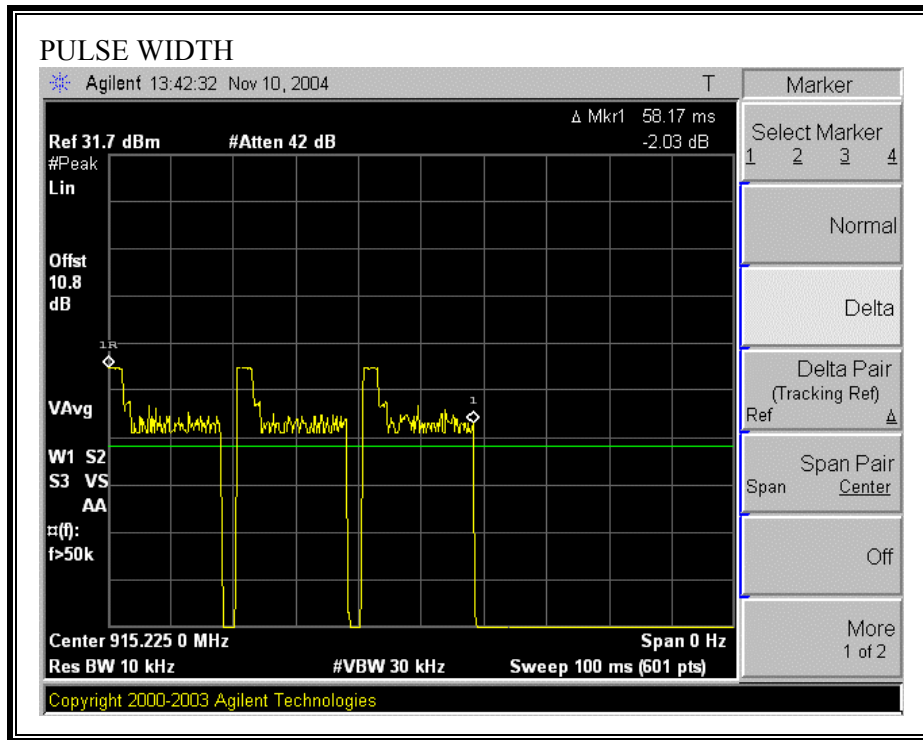 PULSE WIDTH
Agilent 13:42:32 Nov 10, 2004 T
Δ Mkr1 58.17 ms
Ref 31.7 dBm #Atten 42 dB -2.03 dB
#Peak
Lin
Offset
10.8
dB
1R
1
VAvg
W1 S2
S3 VS
AA
¤(f):
f>50k
Center 915.225 0 MHz Span 0 Hz
Res BW 10 kHz #VBW 30 kHz Sweep 100 ms (601 pts)
Copyright 2000-2003 Agilent Technologies
Marker
Select Marker
1 2 3 4
Normal
Delta
Delta Pair
(Tracking Ref)
Ref Δ
Span Pair
Span Center
Off
More
1 of 2